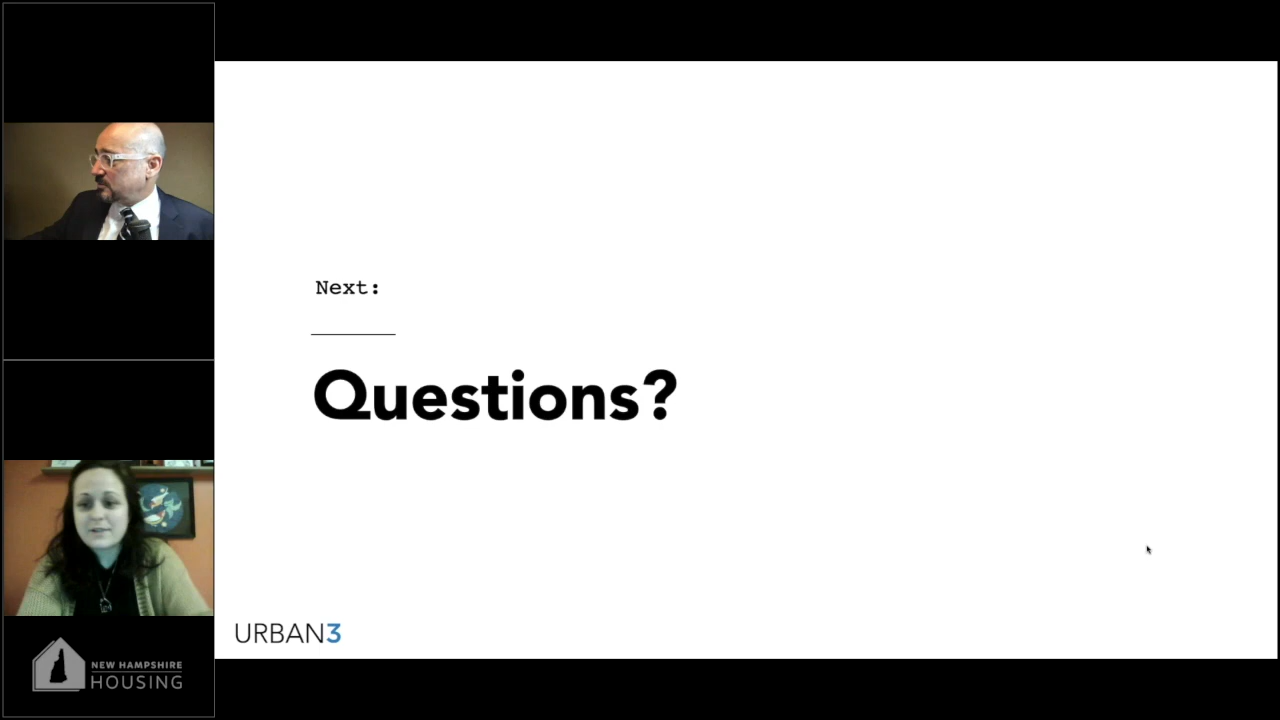 Next:
Questions?
URBAN3
NEW HAMPSHIRE
HOUSING